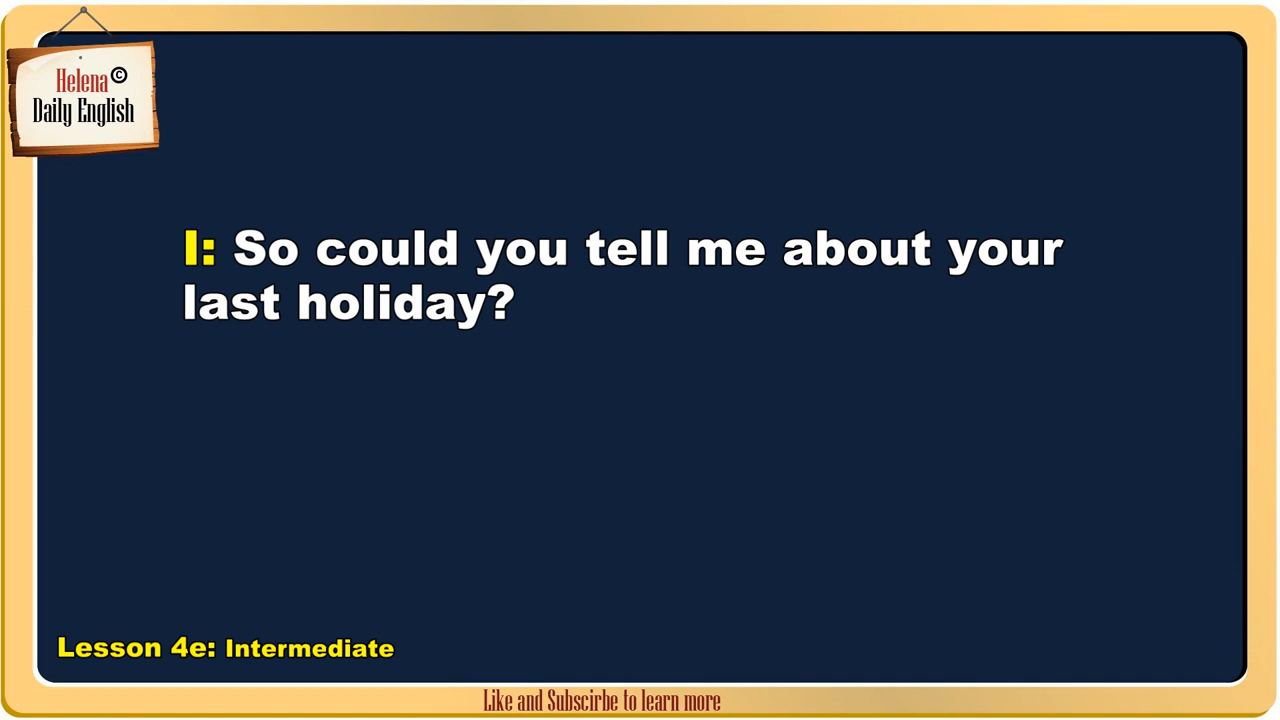 Helena ©
Daily English
I: So could you tell me about your
last holiday?
Lesson 4e: Intermediate
Like and Subscirbe to learn more